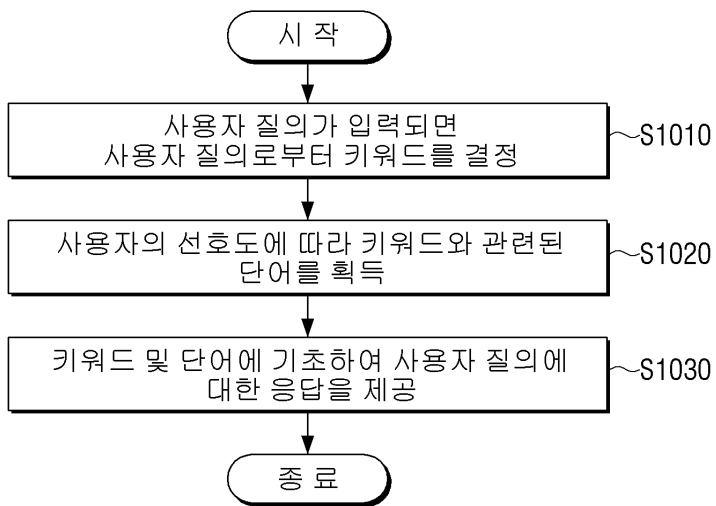 시 작
사용자 질의가 입력되면
사용자 질의로부터 키워드를 결정
S1010
사용자의 선호도에 따라 키워드와 관련된
단어를 획득
S1020
키워드 및 단어에 기초하여 사용자 질의에
대한 응답을 제공
S1030
종 료